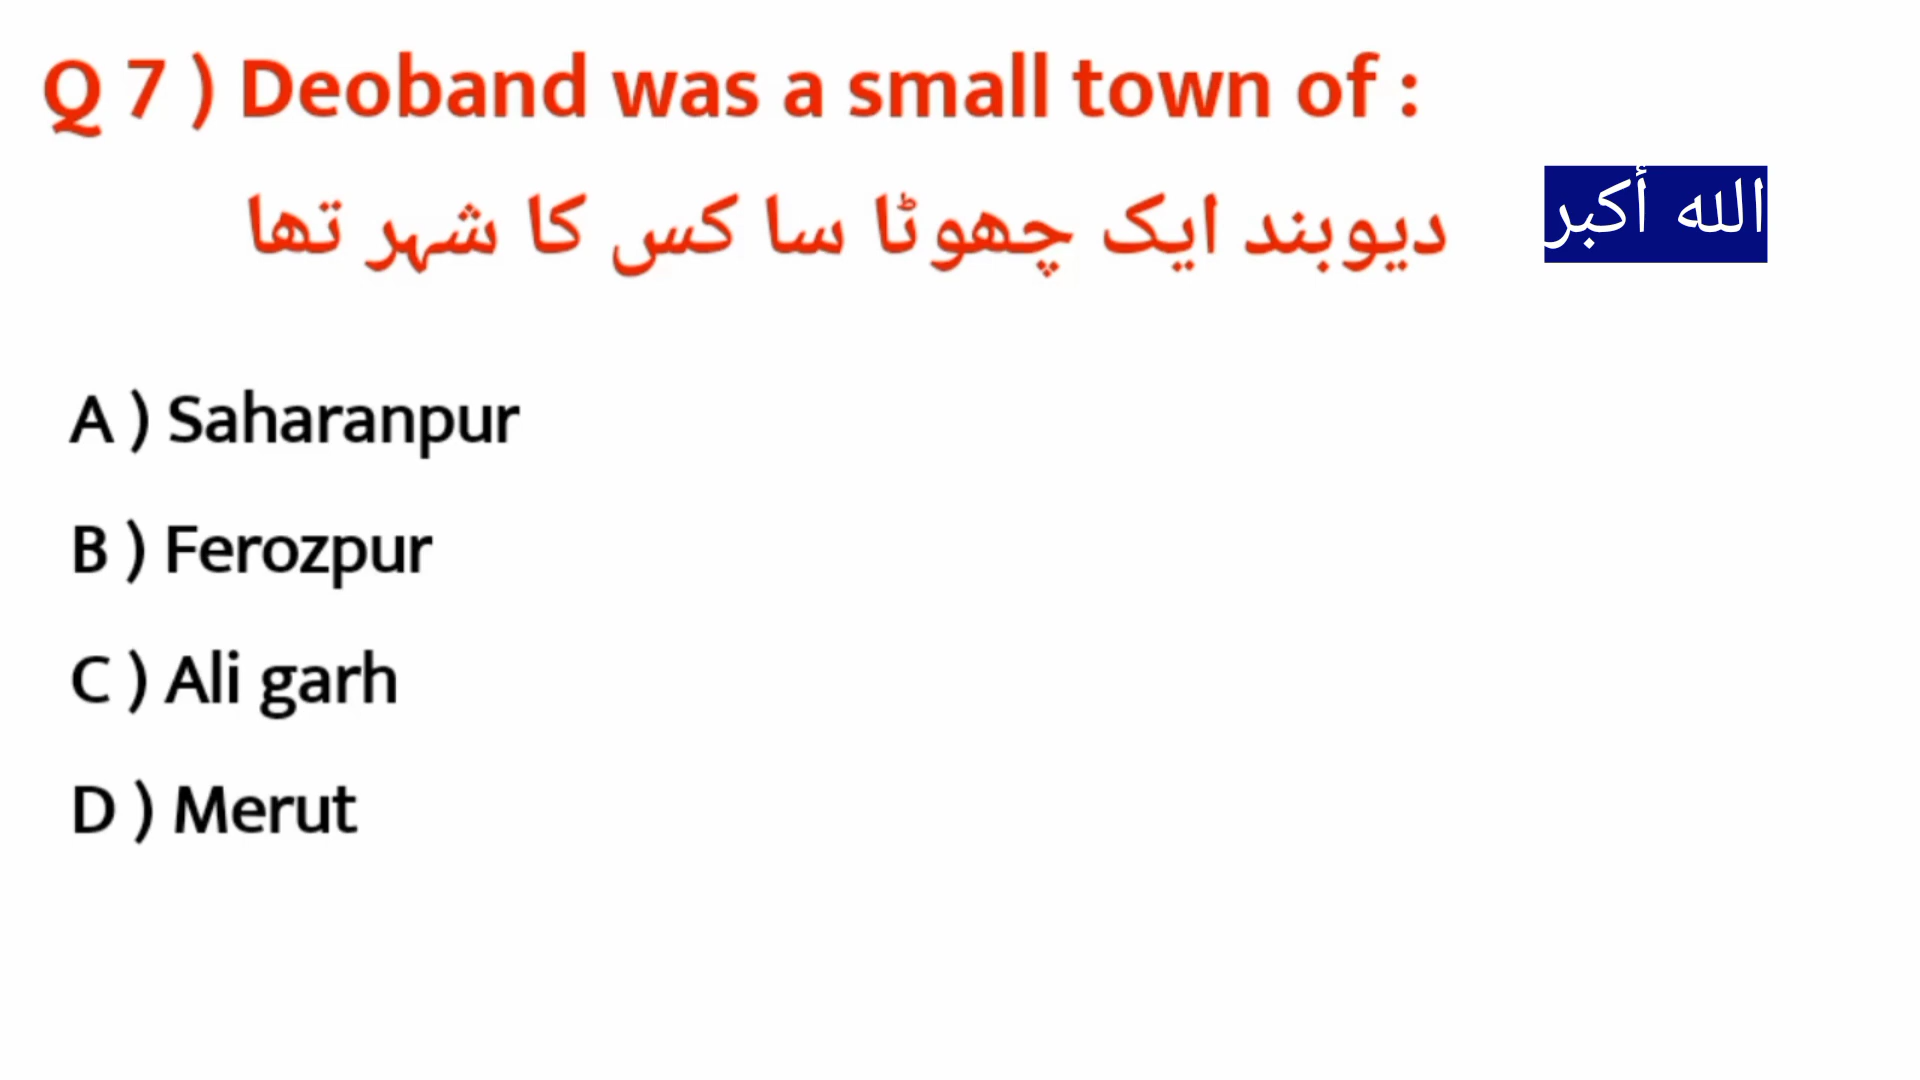 Q 7 ) Deoband was a small town of :
دیوبند ایک چھوٹا سا کس کا شہر تھا
الله أكبر
A ) Saharanpur
B ) Ferozpur
C ) Ali garh
D ) Merut